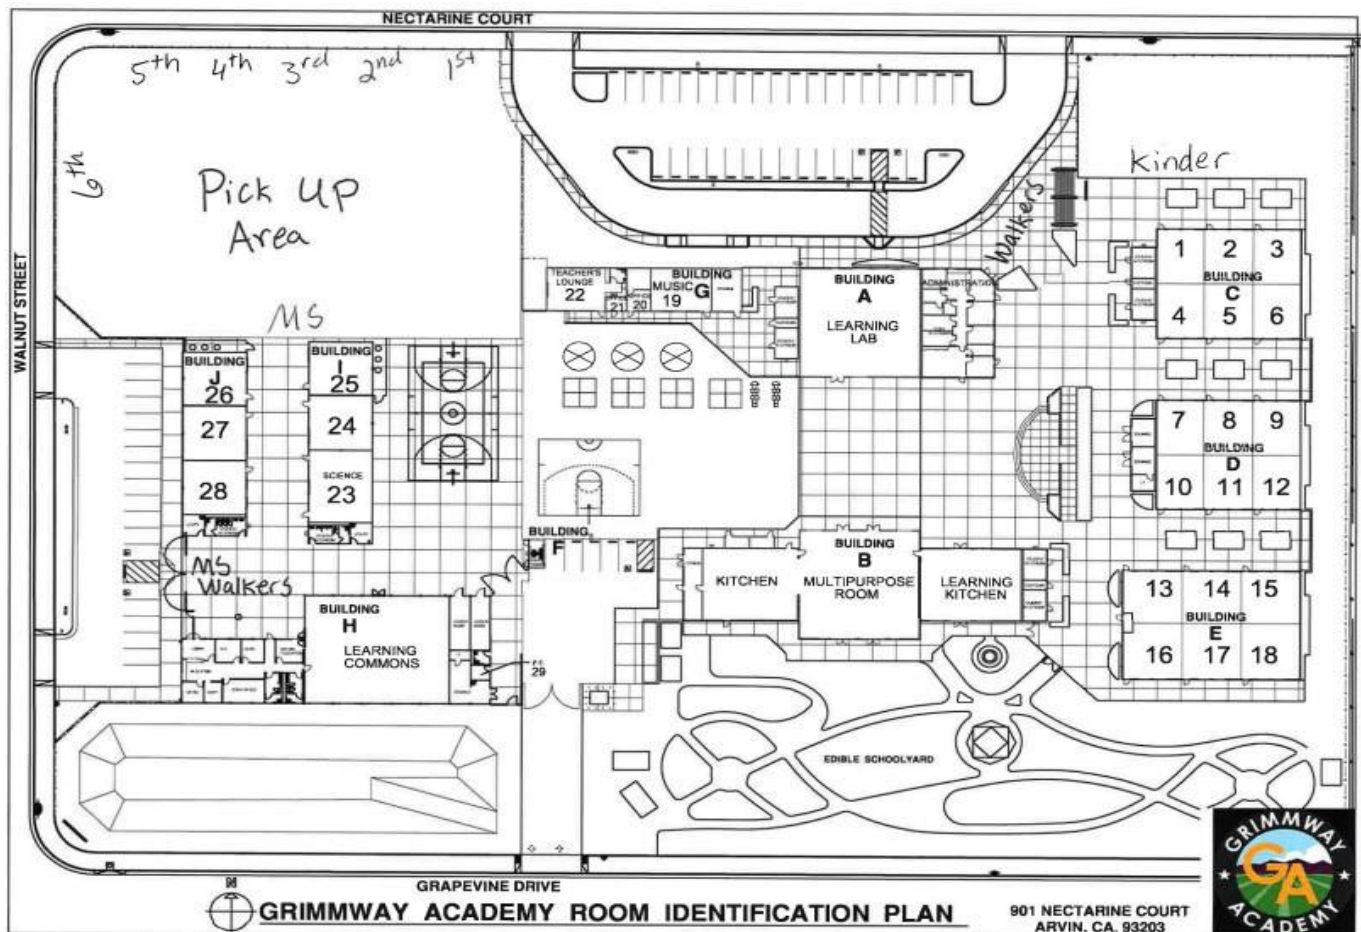 NECTARINE COURT
5th 4th 3rd 2nd 1st
6th
Pick Up
Area
MS
Kinder
Walkers
WALNUT STREET
TEACHER'S
LOUNGE
22
21
OFFICE
20
BUILDING
G
MUSIC
19
BUILDING
A
LEARNING
LAB
ADMINISTRATION
1 2 3
BUILDING
C
4 5 6
BUILDING
J
26
27
28
BUILDING
I
25
24
SCIENCE
23
7 8 9
BUILDING
D
10 11 12
BUILDING
F
MS
Walkers
BUILDING
H
LEARNING
COMMONS
29
KITCHEN
BUILDING
B
MULTIPURPOSE
ROOM
LEARNING
KITCHEN
13 14 15
BUILDING
E
16 17 18
EDIBLE SCHOOLYARD
GRAPEVINE DRIVE
N
GRIMMWAY ACADEMY ROOM IDENTIFICATION PLAN
901 NECTARINE COURT
ARVIN, CA. 93203
GRIMMWAY
GA
ACADEMY